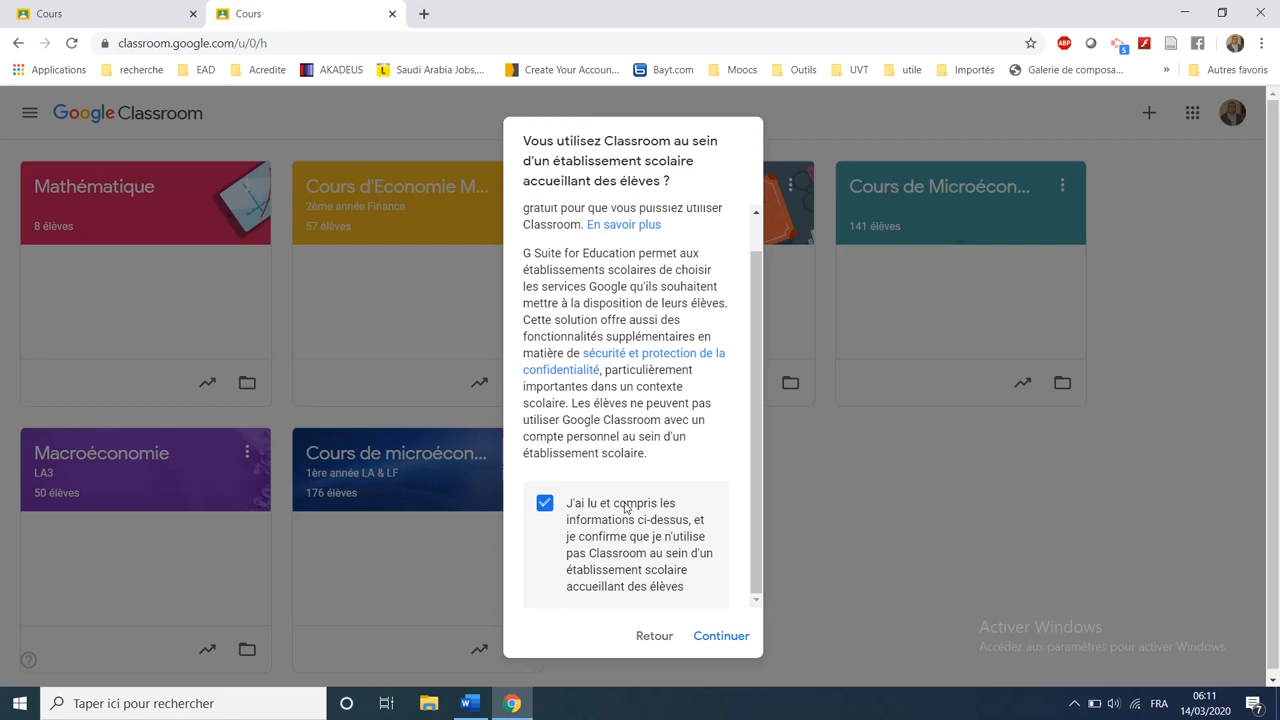 Cours
Cours
classroom.google.com/u/0/h
ABP
5
Applications
recherche
EAD
Acredite
AKADEUS
Saudi Arabia Jobs,...
Create Your Accoun...
Bayt.com
Moocs
Outils
UVT
utile
Importés
Galerie de composa...
»
Autres favoris
Google Classroom
Mathématique
8 élèves
Cours d'Economie M...
2ème année Finance
57 élèves
Cours de Microécon...
141 élèves
Macroéconomie
LA3
50 élèves
Cours de microécon...
1ère année LA & LF
176 élèves
Vous utilisez Classroom au sein
d'un établissement scolaire
accueillant des élèves ?
gratuit pour que vous puissiez utiliser
Classroom. En savoir plus
G Suite for Education permet aux
établissements scolaires de choisir
les services Google qu'ils souhaitent
mettre à la disposition de leurs élèves.
Cette solution offre aussi des
fonctionnalités supplémentaires en
matière de sécurité et protection de la
confidentialité, particulièrement
importantes dans un contexte
scolaire. Les élèves ne peuvent pas
utiliser Google Classroom avec un
compte personnel au sein d'un
établissement scolaire.
J'ai lu et compris les
informations ci-dessus, et
je confirme que je n'utilise
pas Classroom au sein d'un
établissement scolaire
accueillant des élèves
Retour
Continuer
Activer Windows
Accédez aux paramètres pour activer Windows.
Taper ici pour rechercher
FRA
06:11
14/03/2020
7